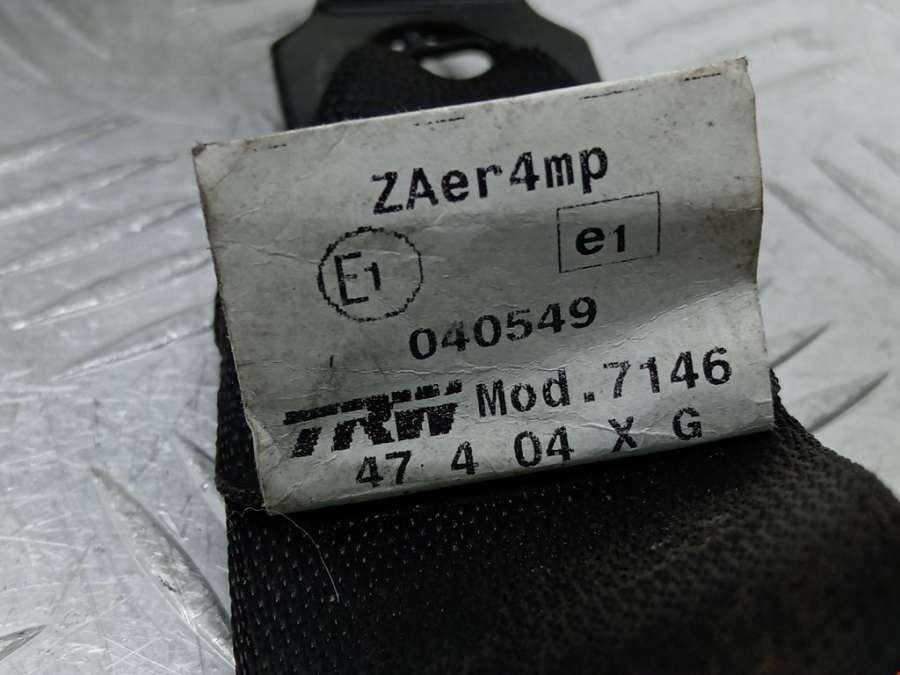 ZAer4mp
E1 e1
040549
TRW Mod.7146
47 4 04 X G